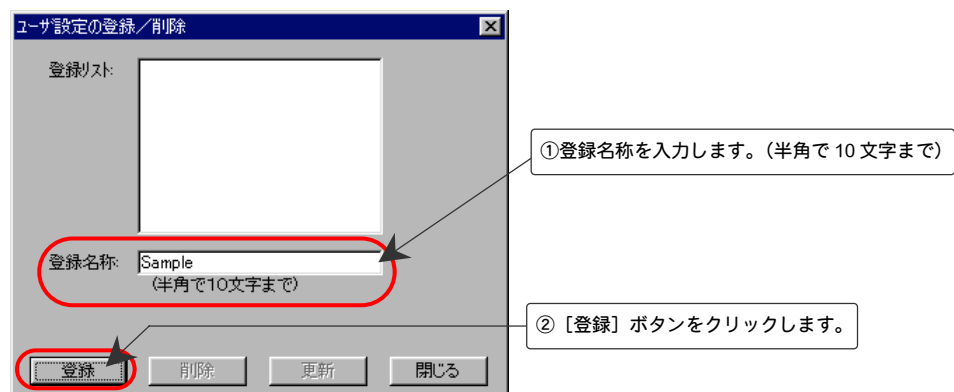 ユーザ設定の登録／削除
登録リスト:
①登録名称を入力します。（半角で 10 文字まで）
登録名称: Sample
(半角で10文字まで)
②［登録］ボタンをクリックします。
登録 削除 更新 閉じる